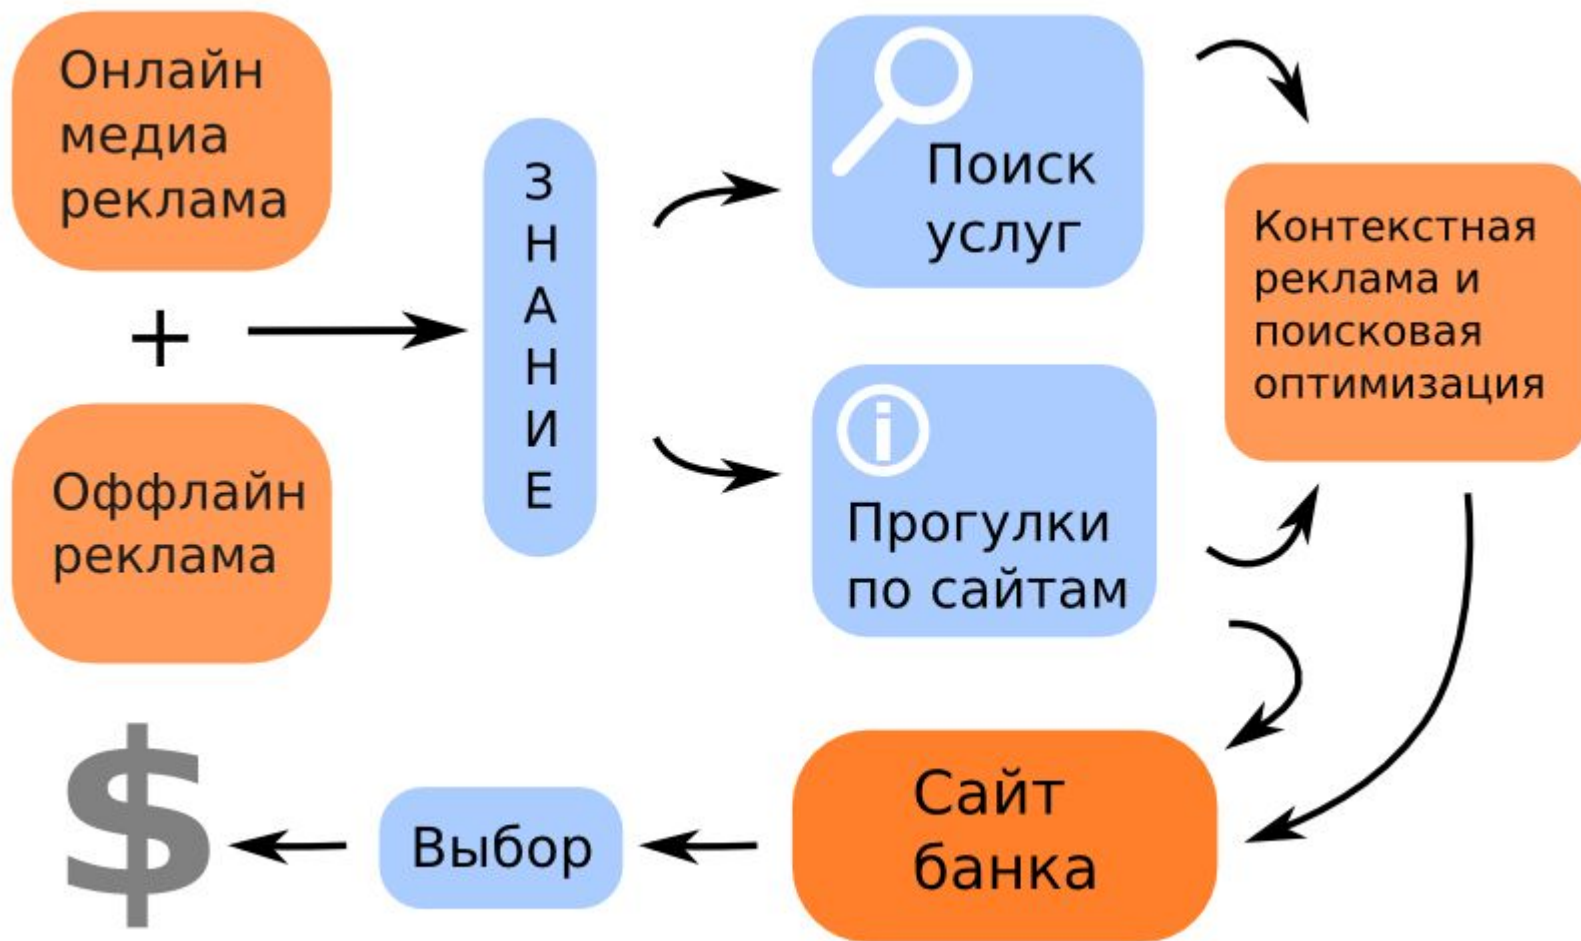 Онлайн
медиа
реклама
+
Оффлайн
реклама
З
Н
А
Н
И
Е
Поиск
услуг
i
Прогулки
по сайтам
Контекстная
реклама и
поисковая
оптимизация
Сайт
банка
Выбор
$